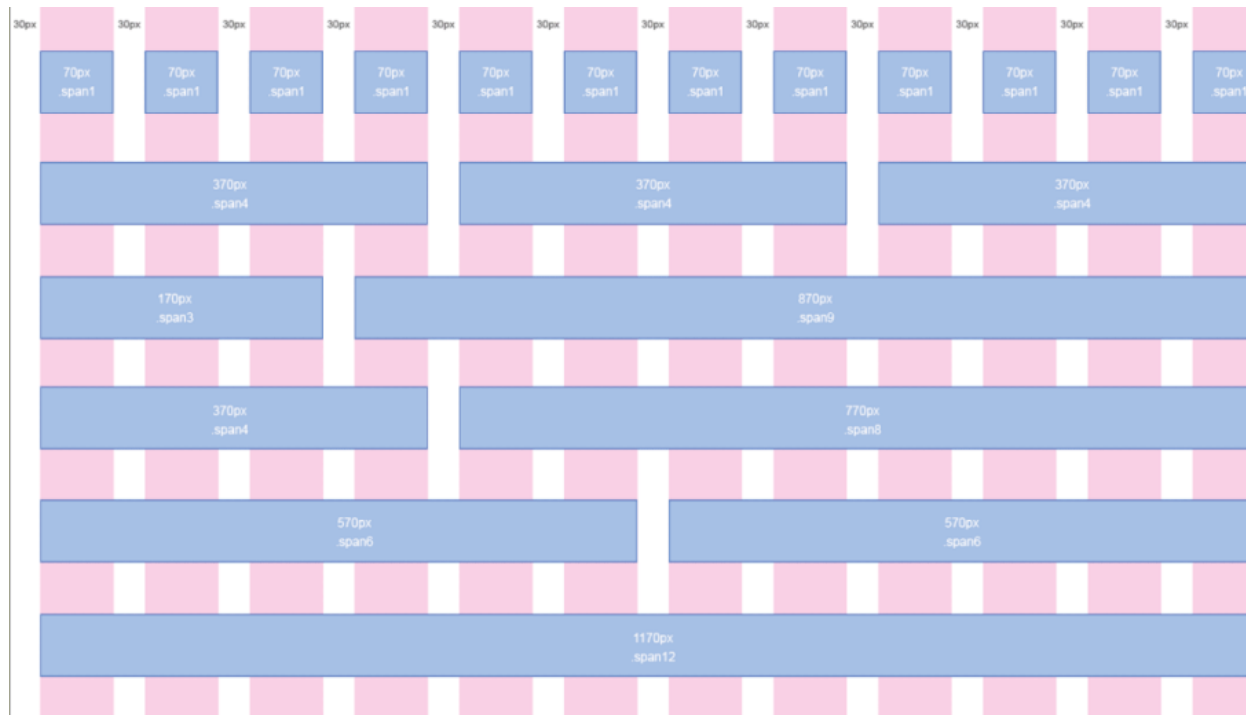 30px 30px 30px 30px 30px 30px 30px 30px 30px 30px 30px 30px
70px 70px 70px 70px 70px 70px 70px 70px 70px 70px 70px 70px
.span1 .span1 .span1 .span1 .span1 .span1 .span1 .span1 .span1 .span1 .span1 .span1
370px 370px 370px
.span4 .span4 .span4
170px 870px
.span3 .span9
370px 770px
.span4 .span8
570px 570px
.span6 .span6
1170px
.span12